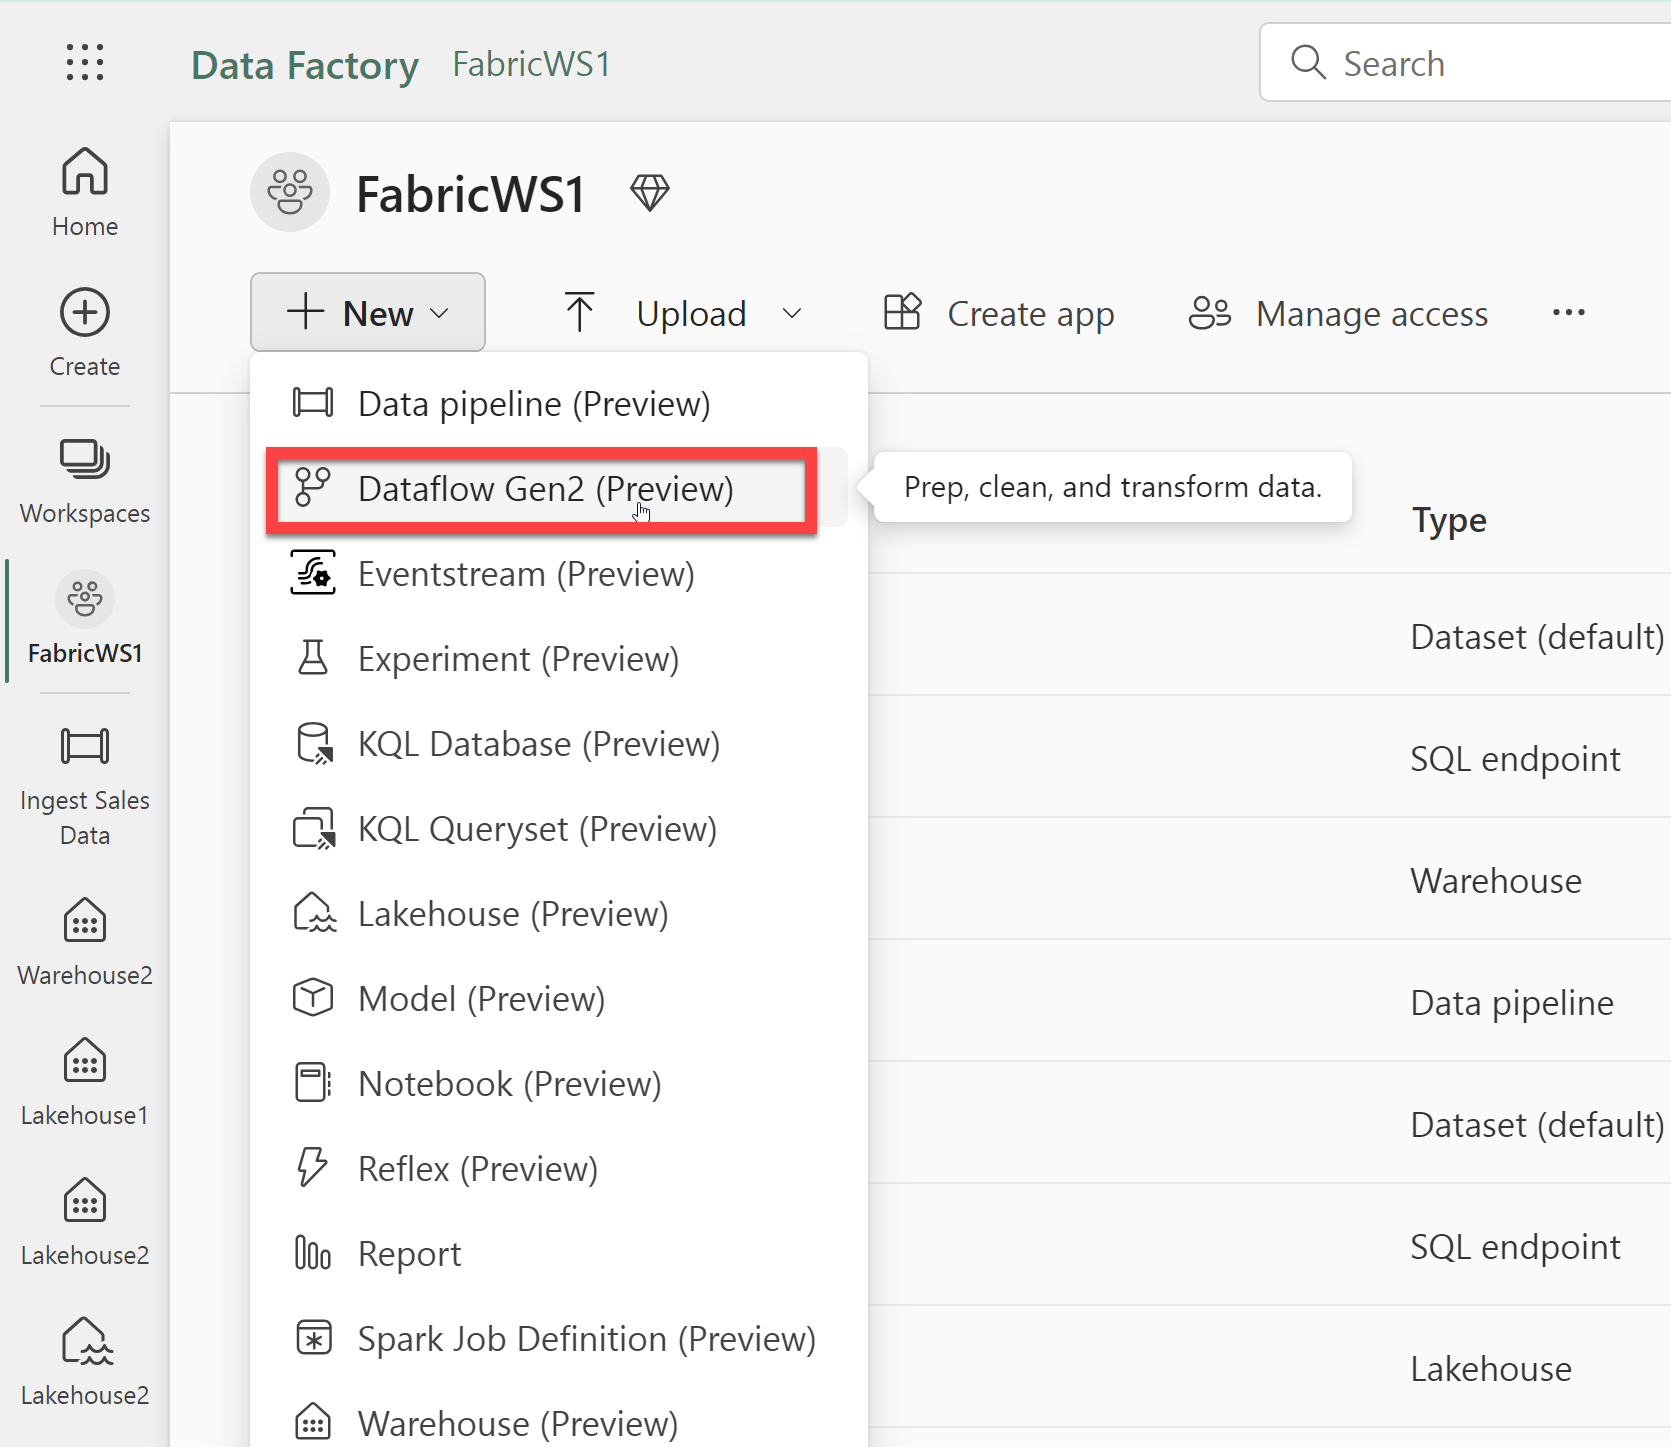 Data Factory FabricWS1
Search
Home
Create
Workspaces
FabricWS1
Ingest Sales
Data
Warehouse2
Lakehouse1
Lakehouse2
Lakehouse2
FabricWS1
New
Upload
Create app
Manage access
Data pipeline (Preview)
Dataflow Gen2 (Preview)
Prep, clean, and transform data.
Eventstream (Preview)
Experiment (Preview)
KQL Database (Preview)
KQL Queryset (Preview)
Lakehouse (Preview)
Model (Preview)
Notebook (Preview)
Reflex (Preview)
Report
Spark Job Definition (Preview)
Warehouse (Preview)
Type
Dataset (default)
SQL endpoint
Warehouse
Data pipeline
Dataset (default)
SQL endpoint
Lakehouse